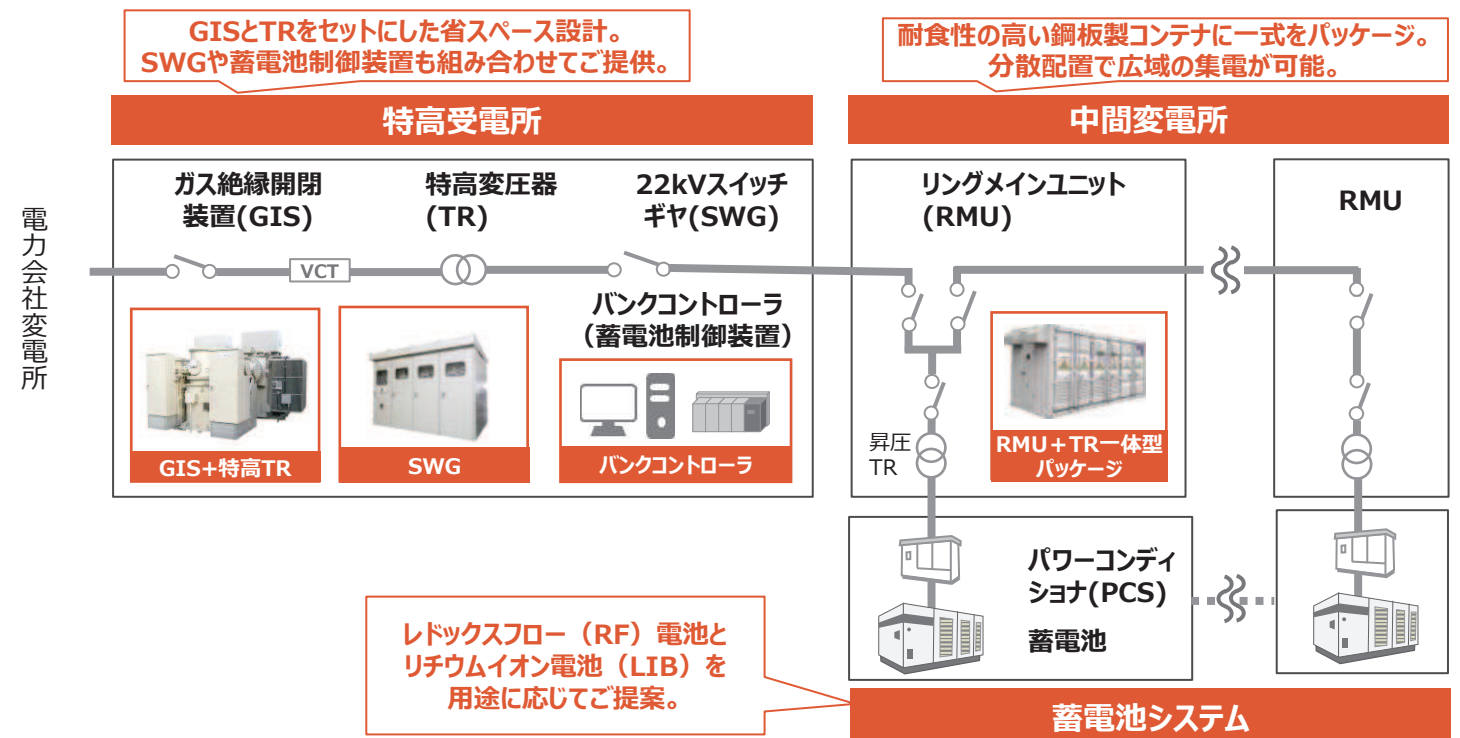 GISとTRをセットにした省スペース設計。
SWGや蓄電池制御装置も組み合わせてご提供。
耐食性の高い鋼板製コンテナに一式をパッケージ。
分散配置で広域の集電が可能。
特高受電所
中間変電所
電力会社変電所
ガス絶縁開閉
装置(GIS)
特高変圧器
(TR)
22kVスイッチ
ギヤ(SWG)
リングメインユニット
(RMU)
RMU
VCT
バンクコントローラ
（蓄電池制御装置）
GIS+特高TR
SWG
バンクコントローラ
昇圧
TR
RMU＋TR一体型
パッケージ
パワーコンディ
ショナ(PCS)
蓄電池
レドックスフロー（RF）電池と
リチウムイオン電池（LIB）を
用途に応じてご提案。
蓄電池システム